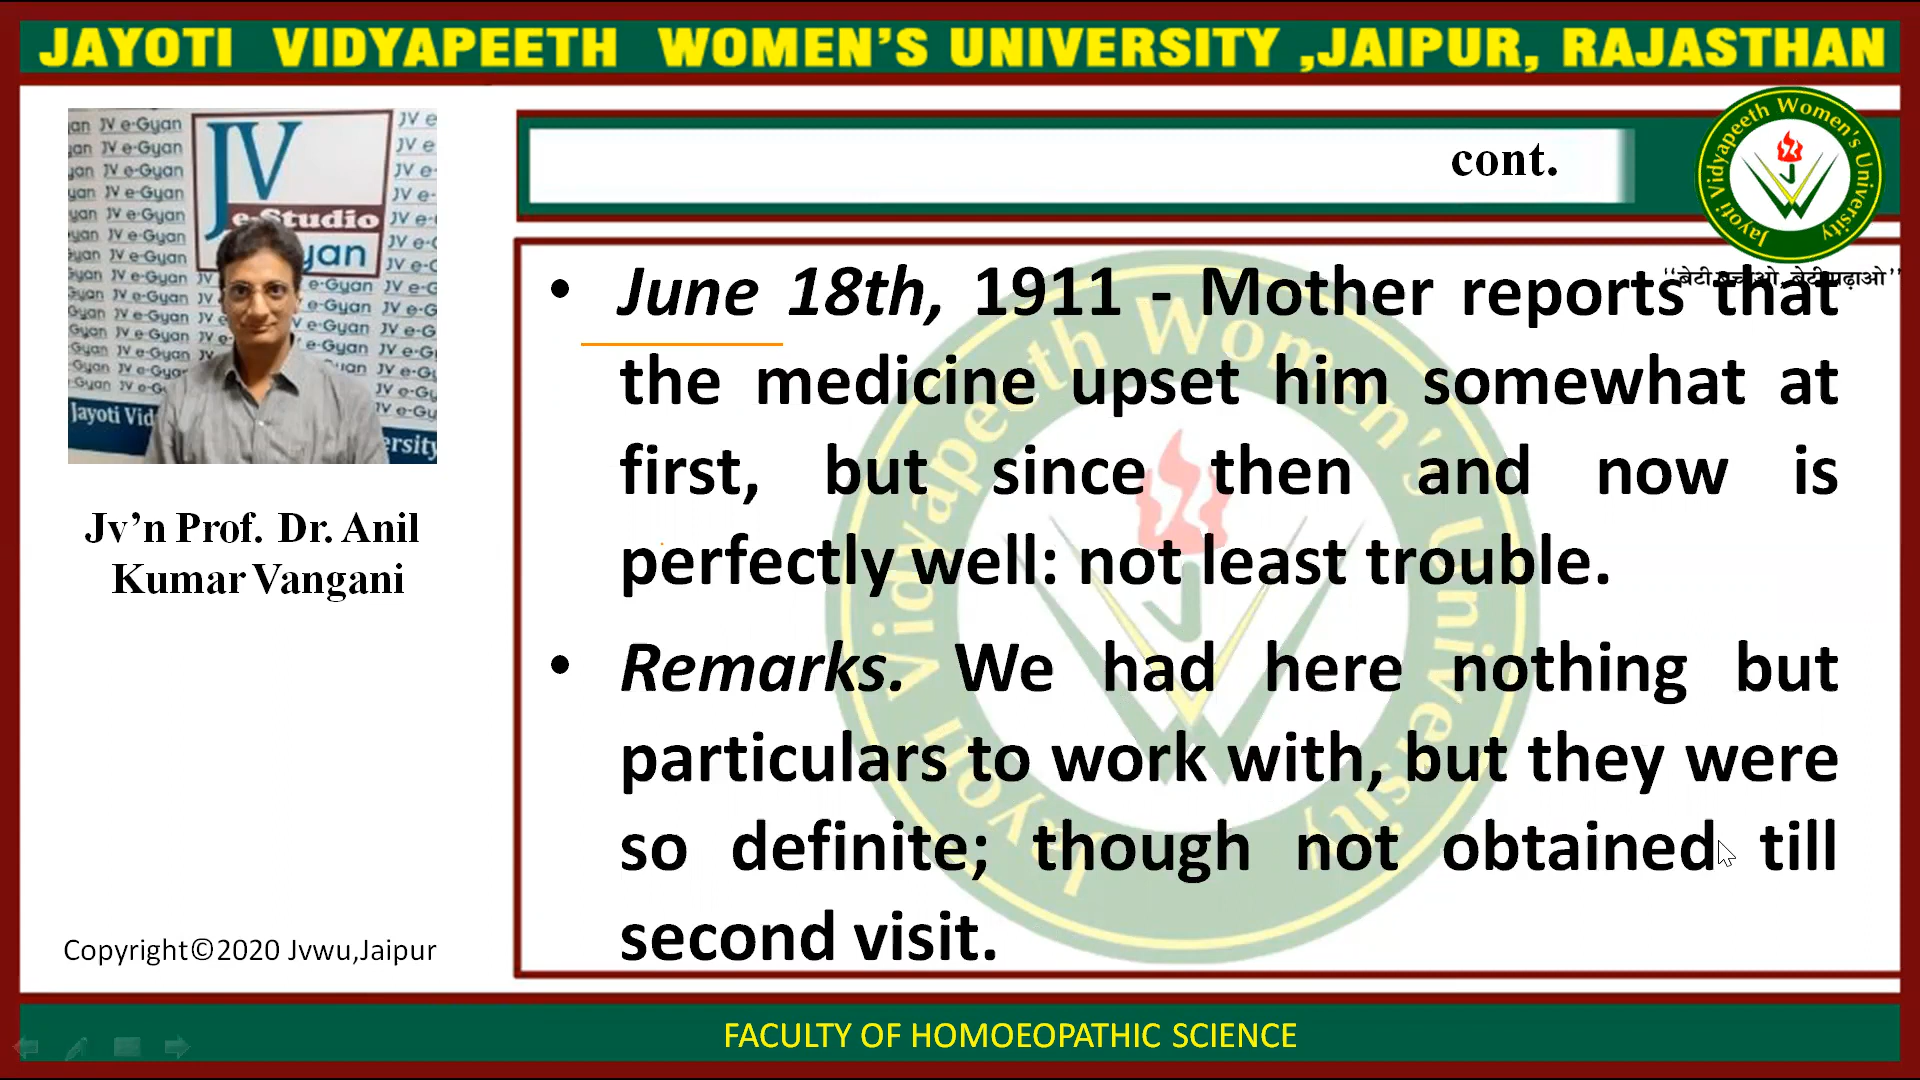 JAYOTI VIDYAPEETH WOMEN'S UNIVERSITY ,JAIPUR, RAJASTHAN
JV
e-Studio
JV e-Gyan
Jv'n Prof. Dr. Anil
Kumar Vangani
Copyright©2020 Jvwu,Jaipur
cont.
Jayoti Vidyapeeth Women's University
“बेटी बचाओ, बेटी पढ़ाओ”
• June 18th, 1911 - Mother reports that
the medicine upset him somewhat at
first, but since then and now is
perfectly well: not least trouble.
• Remarks. We had here nothing but
particulars to work with, but they were
so definite; though not obtained till
second visit.
FACULTY OF HOMOEOPATHIC SCIENCE